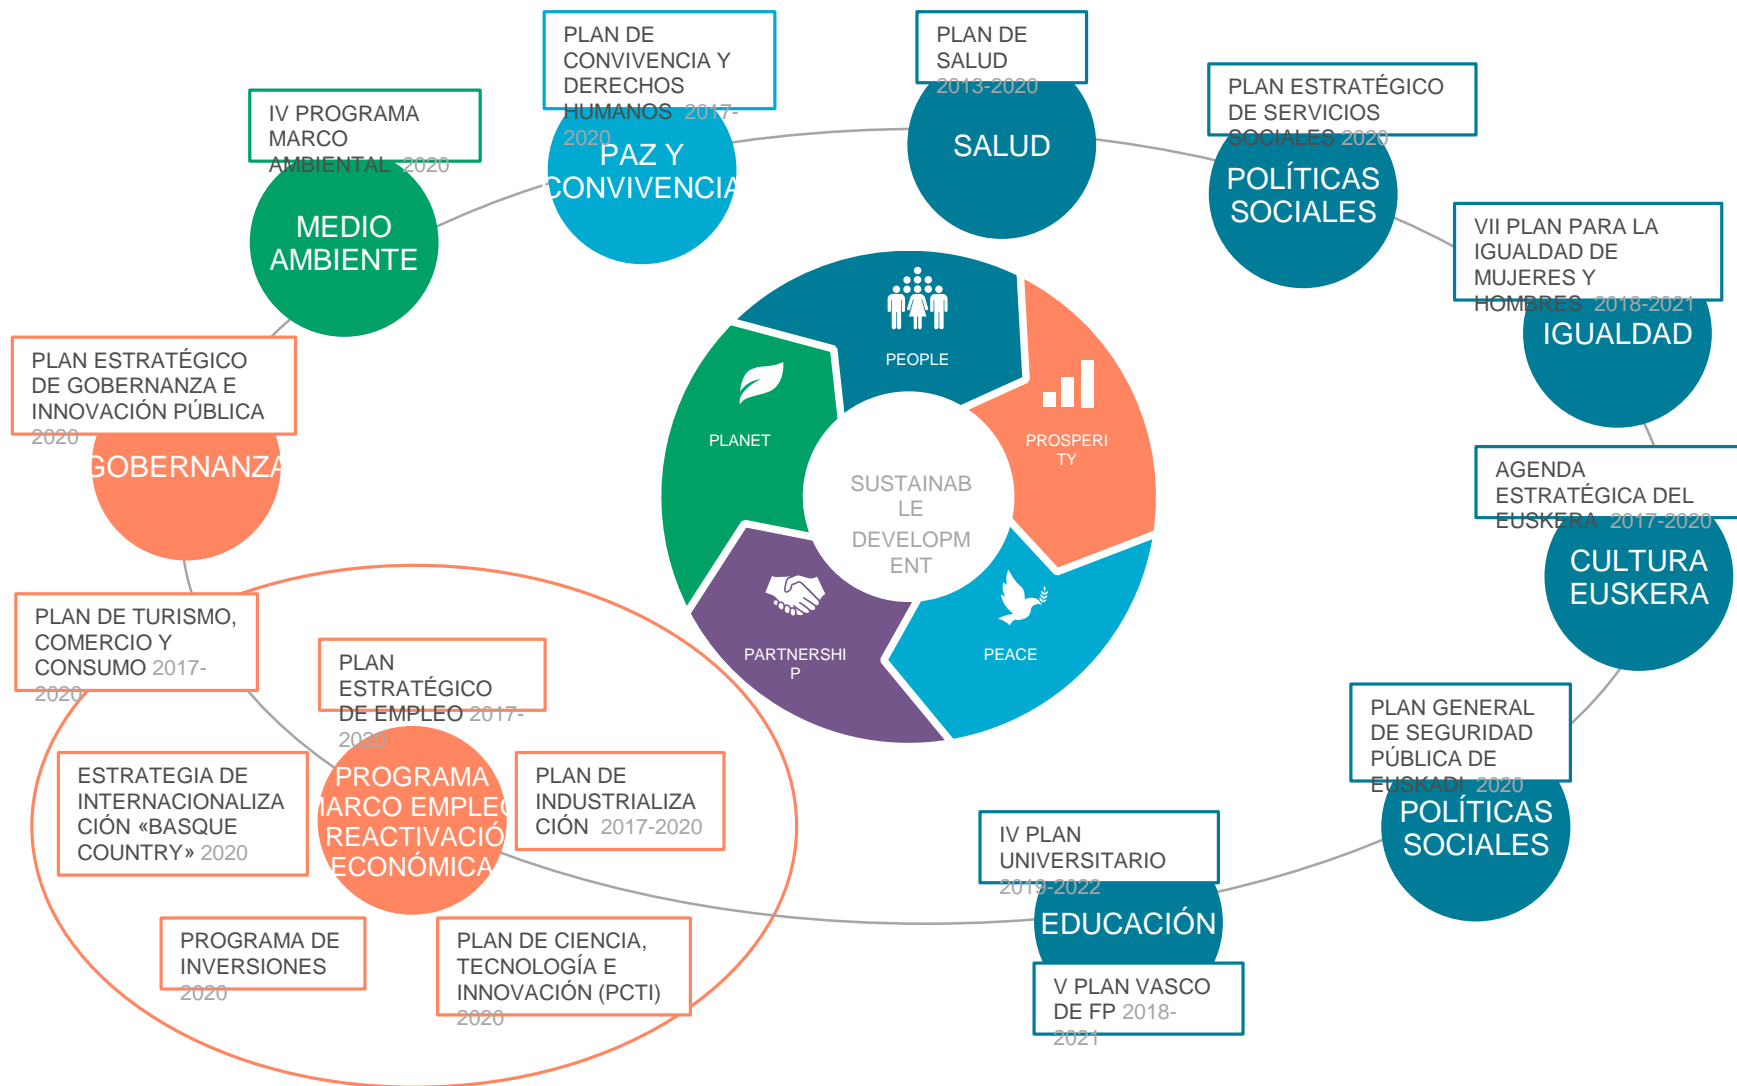 PLAN DE
CONVIVENCIA Y
DERECHOS
HUMANOS 2017-
2020
PAZ Y
CONVIVENCIA
PLAN DE
SALUD
2013-2020
SALUD
PLAN ESTRATÉGICO
DE SERVICIOS
SOCIALES 2020
POLÍTICAS
SOCIALES
IV PROGRAMA
MARCO
AMBIENTAL 2020
MEDIO
AMBIENTE
VII PLAN PARA LA
IGUALDAD DE
MUJERES Y
HOMBRES 2018-2021
IGUALDAD
PLAN ESTRATÉGICO
DE GOBERNANZA E
INNOVACIÓN PÚBLICA
2020
GOBERNANZA
PEOPLE
PLANET
PROSPERI
TY
SUSTAINAB
LE
DEVELOPM
ENT
PARTNERSHI
P
PEACE
AGENDA
ESTRATÉGICA DEL
EUSKERA 2017-2020
CULTURA
EUSKERA
PLAN DE TURISMO,
COMERCIO Y
CONSUMO 2017-
2020
PLAN
ESTRATÉGICO
DE EMPLEO 2017-
2020
PROGRAMA
MARCO EMPLEO
REACTIVACIÓ
ECONÓMICA
ESTRATEGIA DE
INTERNACIONALIZA
CIÓN «BASQUE
COUNTRY» 2020
PLAN DE
INDUSTRIALIZA
CIÓN 2017-2020
PROGRAMA DE
INVERSIONES
2020
PLAN DE CIENCIA,
TECNOLOGÍA E
INNOVACIÓN (PCTI)
2020
PLAN GENERAL
DE SEGURIDAD
PÚBLICA DE
EUSKADI 2020
POLÍTICAS
SOCIALES
IV PLAN
UNIVERSITARIO
2019-2022
EDUCACIÓN
V PLAN VASCO
DE FP 2018-
2021